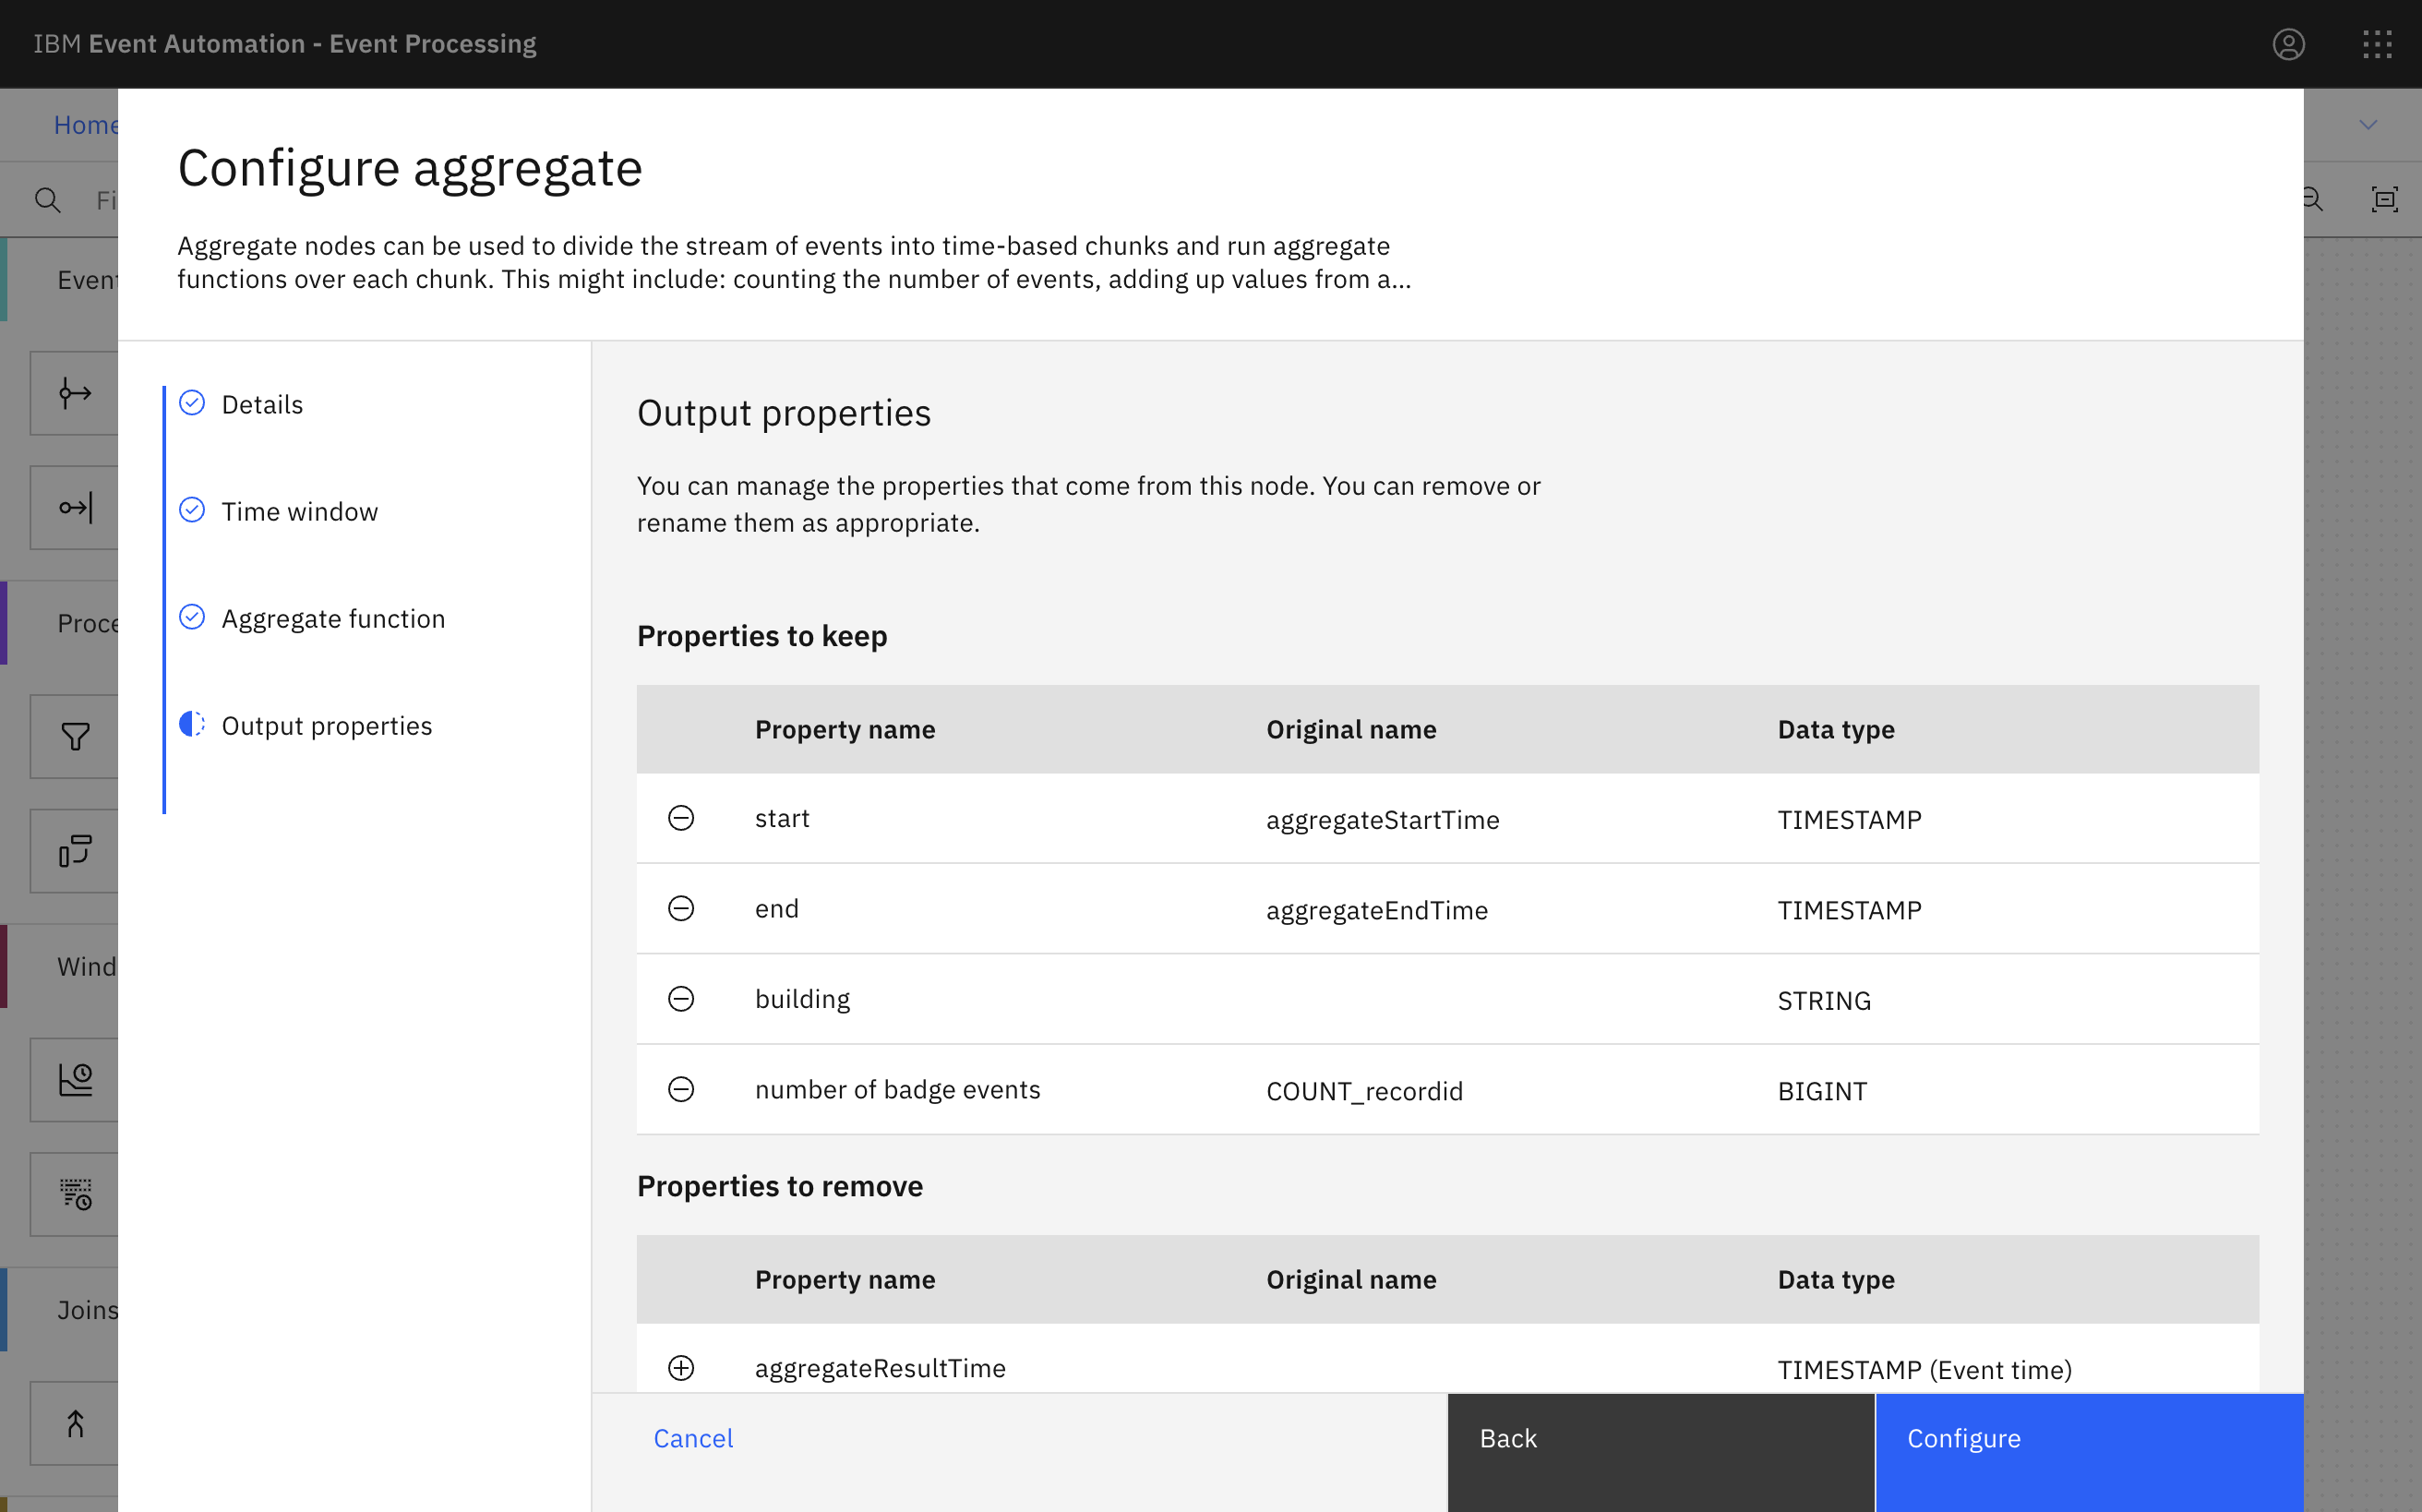 IBM Event Automation - Event Processing
Home
Configure aggregate
Fi
Aggregate nodes can be used to divide the stream of events into time-based chunks and run aggregate
functions over each chunk. This might include: counting the number of events, adding up values from a...
Event
Proce
Wind
Joins
Details
Time window
Aggregate function
Output properties
Output properties
You can manage the properties that come from this node. You can remove or
rename them as appropriate.
Properties to keep
Property name Original name Data type
start aggregateStartTime TIMESTAMP
end aggregateEndTime TIMESTAMP
building STRING
number of badge events COUNT_recordid BIGINT
Properties to remove
Property name Original name Data type
aggregateResultTime TIMESTAMP (Event time)
Cancel Back Configure